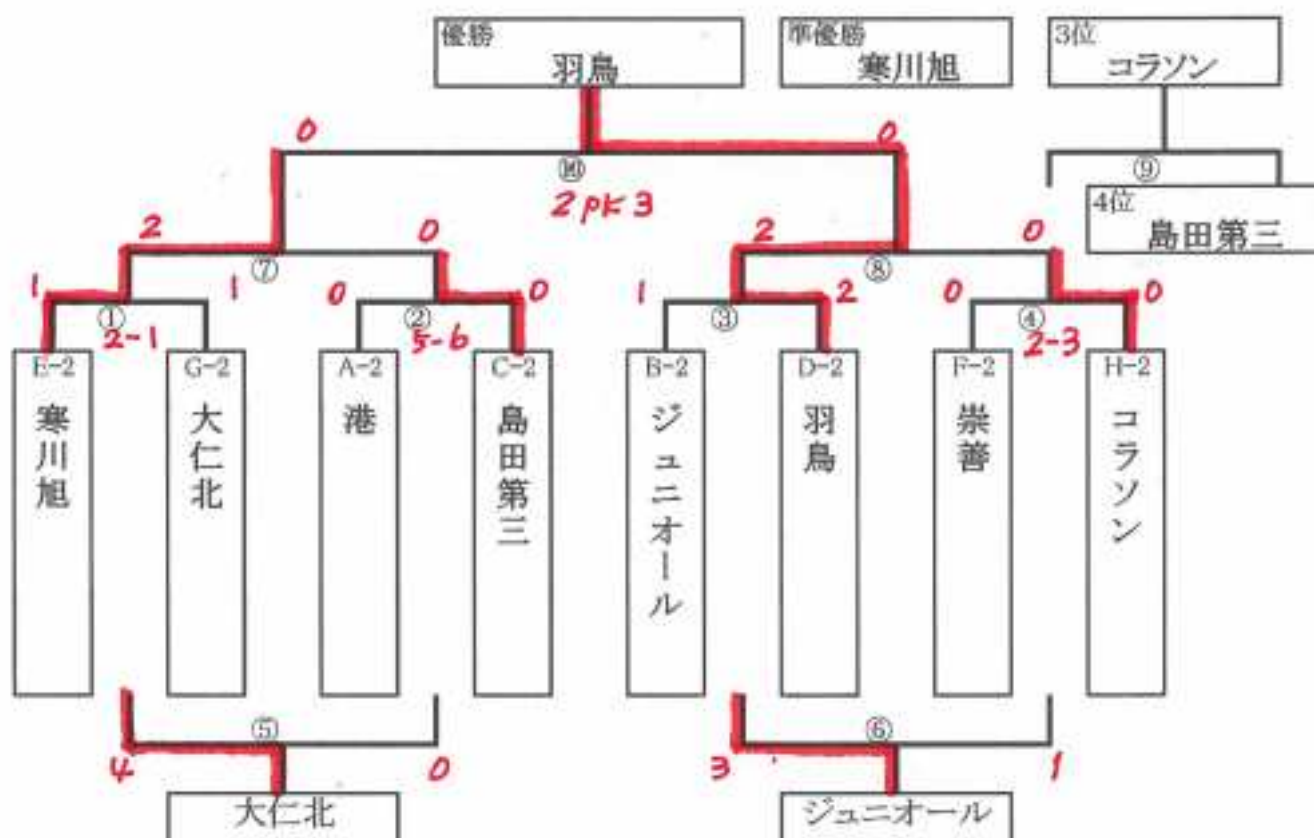 優勝
羽鳥
準優勝
寒川旭
3位
コラソン
0
0
⑩
⑨
2 PK 3
4位
島田第三
2
0
2
0
⑦
⑧
1
1
0
0
1
2
0
0
①
②
③
④
2-1
5-6
2-3
E-2
G-2
A-2
C-2
B-2
D-2
F-2
H-2
寒川旭
大仁北
港
島田第三
ジュニオール
羽鳥
崇善
コラソン
⑤
⑥
4
0
3
1
大仁北
ジュニオール